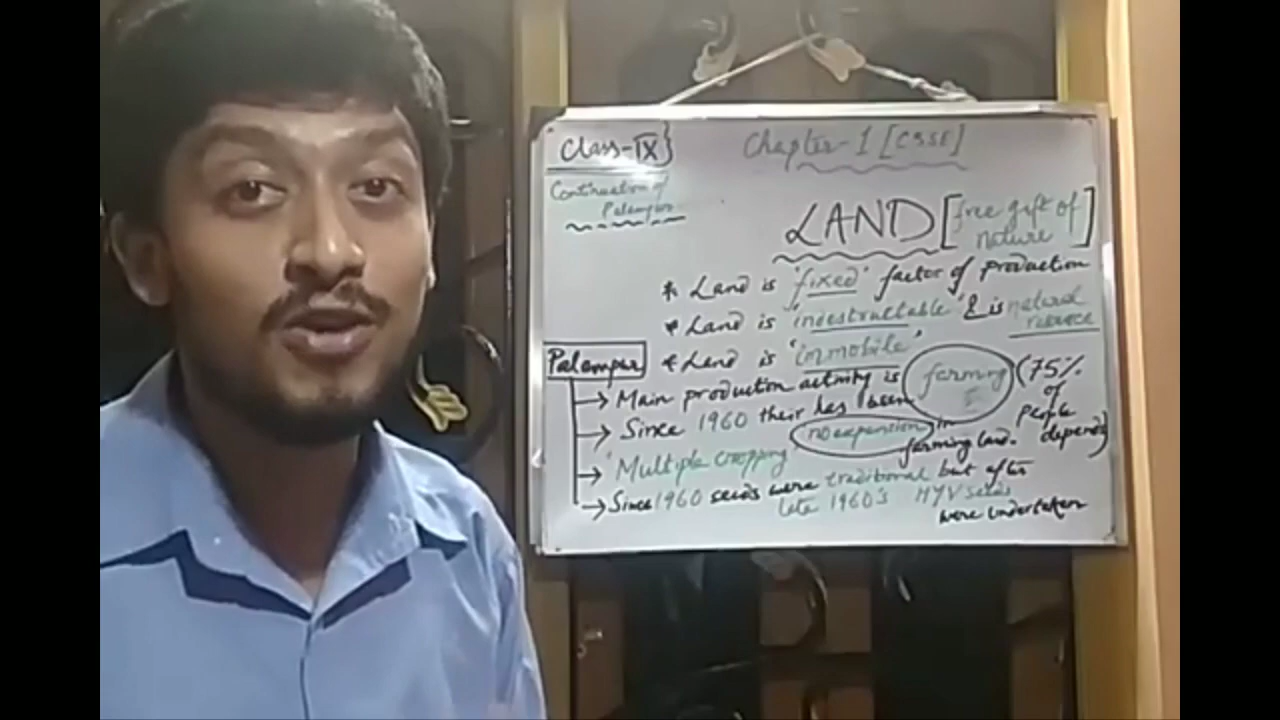 Class-IX}
Chapter-1 [CBSE]
Continuation of
Palampur
LAND [free gift of
nature]
* Land is 'fixed' factor of production
* Land is 'indestructable' & is natural
resource
* Land is 'immobile'
Palampur
→ Main production activity is farming (75%
of
people
depends)
→ Since 1960 their has been no expansion in
farming land.
→ 'Multiple cropping'
→ Since 1960 seeds were traditional but after
late 1960's HYV seeds
were undertaken